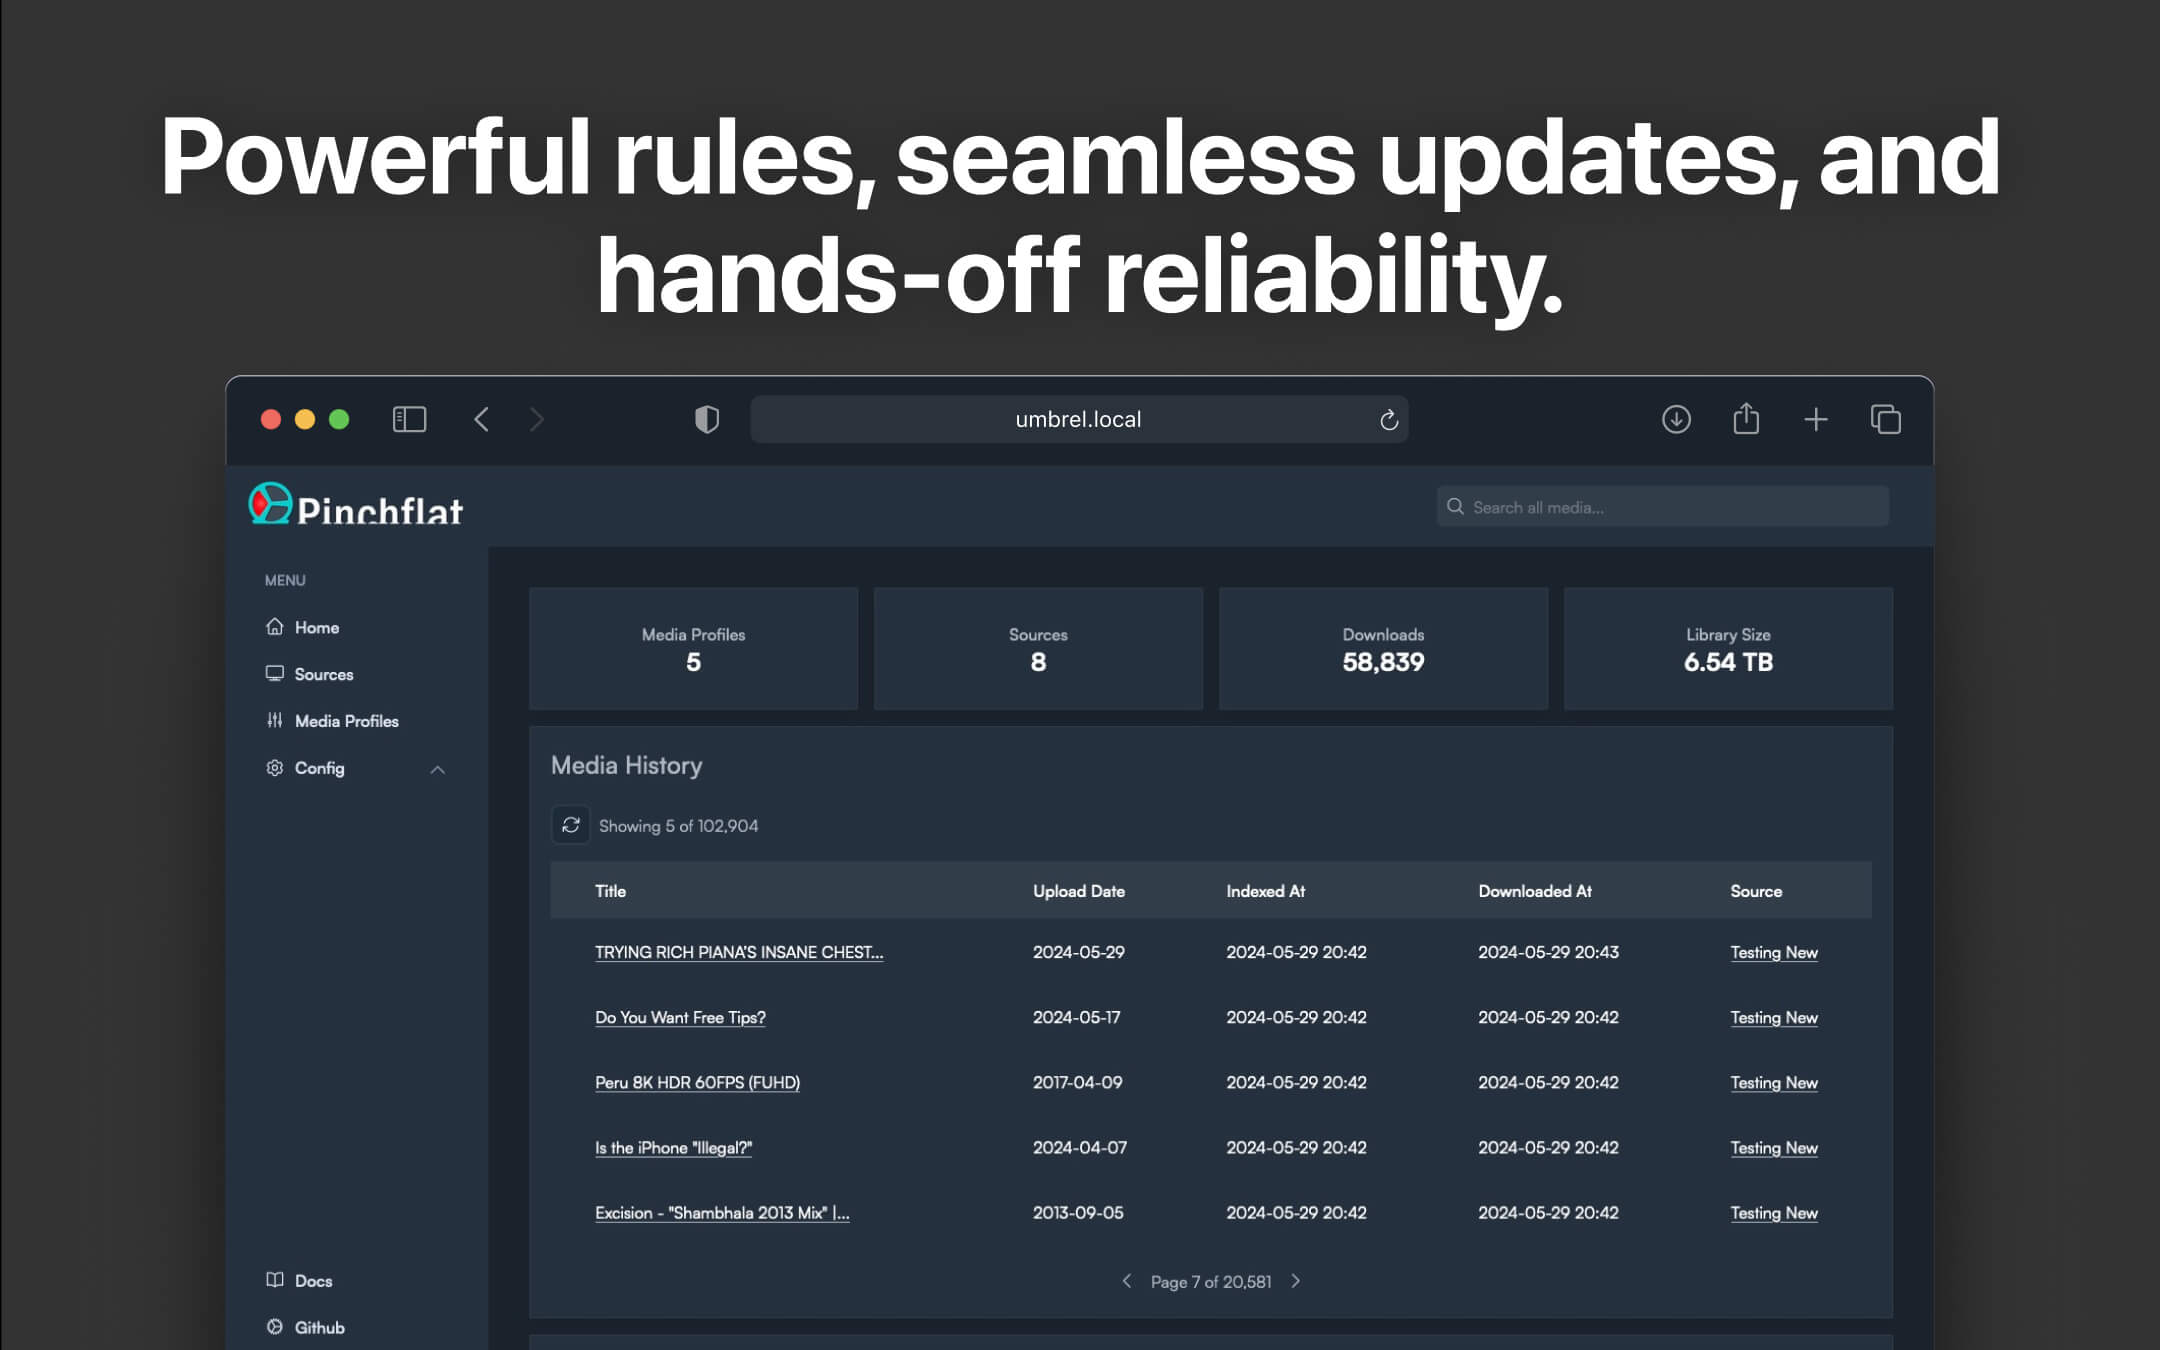 Powerful rules, seamless updates, and
hands-off reliability.
umbrel.local
Pinchflat
Search all media...
MENU
Home
Sources
Media Profiles
Config
Media Profiles
5
Sources
8
Downloads
58,839
Library Size
6.54 TB
Media History
Showing 5 of 102,904
Title Upload Date Indexed At Downloaded At Source
TRYING RICH PIANA'S INSANE CHEST... 2024-05-29 2024-05-29 20:42 2024-05-29 20:43 Testing New
Do You Want Free Tips? 2024-05-17 2024-05-29 20:42 2024-05-29 20:42 Testing New
Peru 8K HDR 60FPS (FUHD) 2017-04-09 2024-05-29 20:42 2024-05-29 20:42 Testing New
Is the iPhone "Illegal?" 2024-04-07 2024-05-29 20:42 2024-05-29 20:42 Testing New
Excision - "Shambhala 2013 Mix" |... 2013-09-05 2024-05-29 20:42 2024-05-29 20:42 Testing New
Page 7 of 20,581
Docs
Github